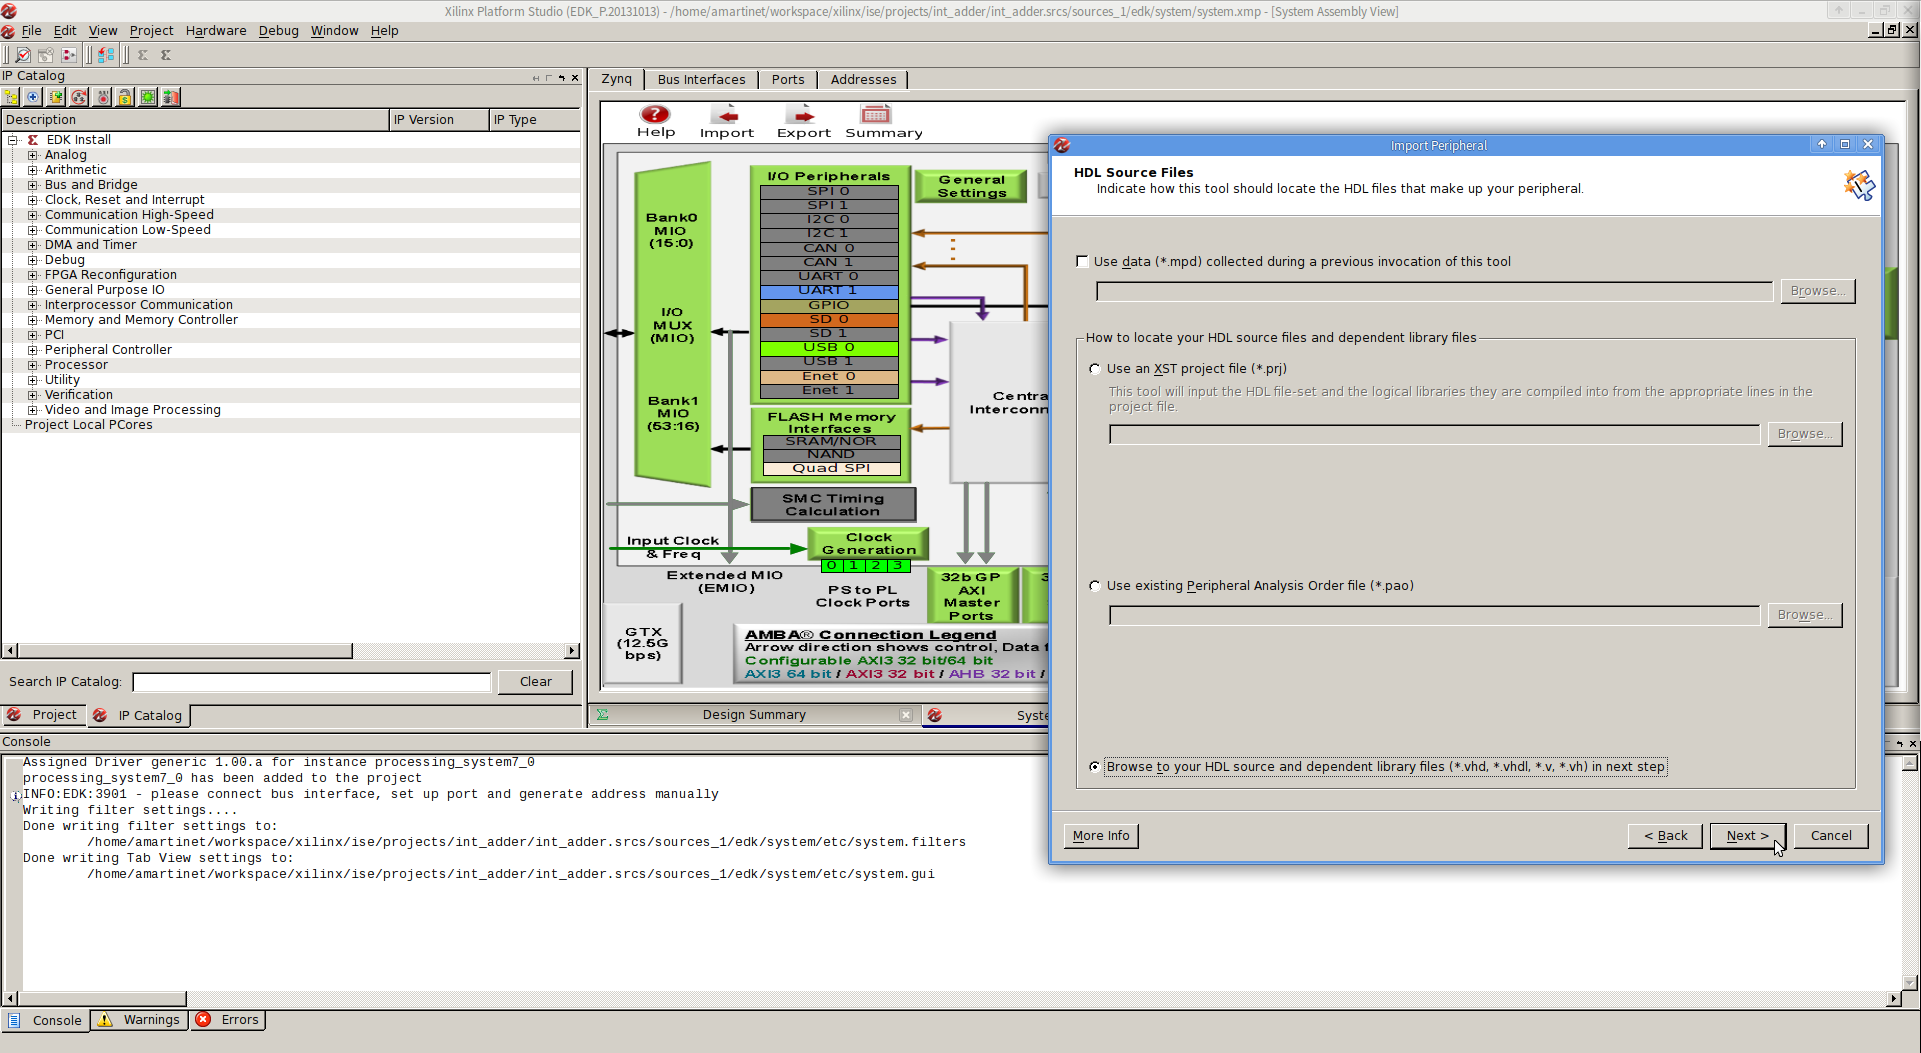 Xilinx Platform Studio (EDK_P.20131013) - /home/amartinet/workspace/xilinx/ise/projects/int_adder/int_adder.srcs/sources_1/edk/system/system.xmp - [System Assembly View]
File Edit View Project Hardware Debug Window Help
IP Catalog
Description IP Version IP Type
EDK Install
Analog
Arithmetic
Bus and Bridge
Clock, Reset and Interrupt
Communication High-Speed
Communication Low-Speed
DMA and Timer
Debug
FPGA Reconfiguration
General Purpose IO
Interprocessor Communication
Memory and Memory Controller
PCI
Peripheral Controller
Processor
Utility
Verification
Video and Image Processing
Project Local PCores
Search IP Catalog:
Clear
Project IP Catalog
Zynq Bus Interfaces Ports Addresses
Help Import Export Summary
Bank0
MIO
(15:0)
I/O
MUX
(MIO)
Bank1
MIO
(53:16)
I/O Peripherals
SPI 0
SPI 1
I2C 0
I2C 1
CAN 0
CAN 1
UART 0
UART 1
GPIO
SD 0
SD 1
USB 0
USB 1
Enet 0
Enet 1
General
Settings
FLASH Memory
Interfaces
SRAM/NOR
NAND
Quad SPI
SMC Timing
Calculation
Centra
Interconn
Input Clock
& Freq
Clock
Generation
0 1 2 3
Extended MIO
(EMIO)
PS to PL
Clock Ports
32b GP
AXI
Master
Ports
3
GTX
(12.5G
bps)
AMBA® Connection Legend
Arrow direction shows control, Data f
Configurable AXI3 32 bit/64 bit
AXI3 64 bit / AXI3 32 bit / AHB 32 bit /
Design Summary
Syste
Import Peripheral
HDL Source Files
Indicate how this tool should locate the HDL files that make up your peripheral.
Use data (*.mpd) collected during a previous invocation of this tool
Browse...
How to locate your HDL source files and dependent library files
Use an XST project file (*.prj)
This tool will input the HDL file-set and the logical libraries they are compiled into from the appropriate lines in the
project file.
Browse...
Use existing Peripheral Analysis Order file (*.pao)
Browse...
Browse to your HDL source and dependent library files (*.vhd, *.vhdl, *.v, *.vh) in next step
More Info < Back Next > Cancel
Console
Assigned Driver generic 1.00.a for instance processing_system7_0
processing_system7_0 has been added to the project
INFO:EDK:3901 - please connect bus interface, set up port and generate address manually
Writing filter settings....
Done writing filter settings to:
/home/amartinet/workspace/xilinx/ise/projects/int_adder/int_adder.srcs/sources_1/edk/system/etc/system.filters
Done writing Tab View settings to:
/home/amartinet/workspace/xilinx/ise/projects/int_adder/int_adder.srcs/sources_1/edk/system/etc/system.gui
Console Warnings Errors